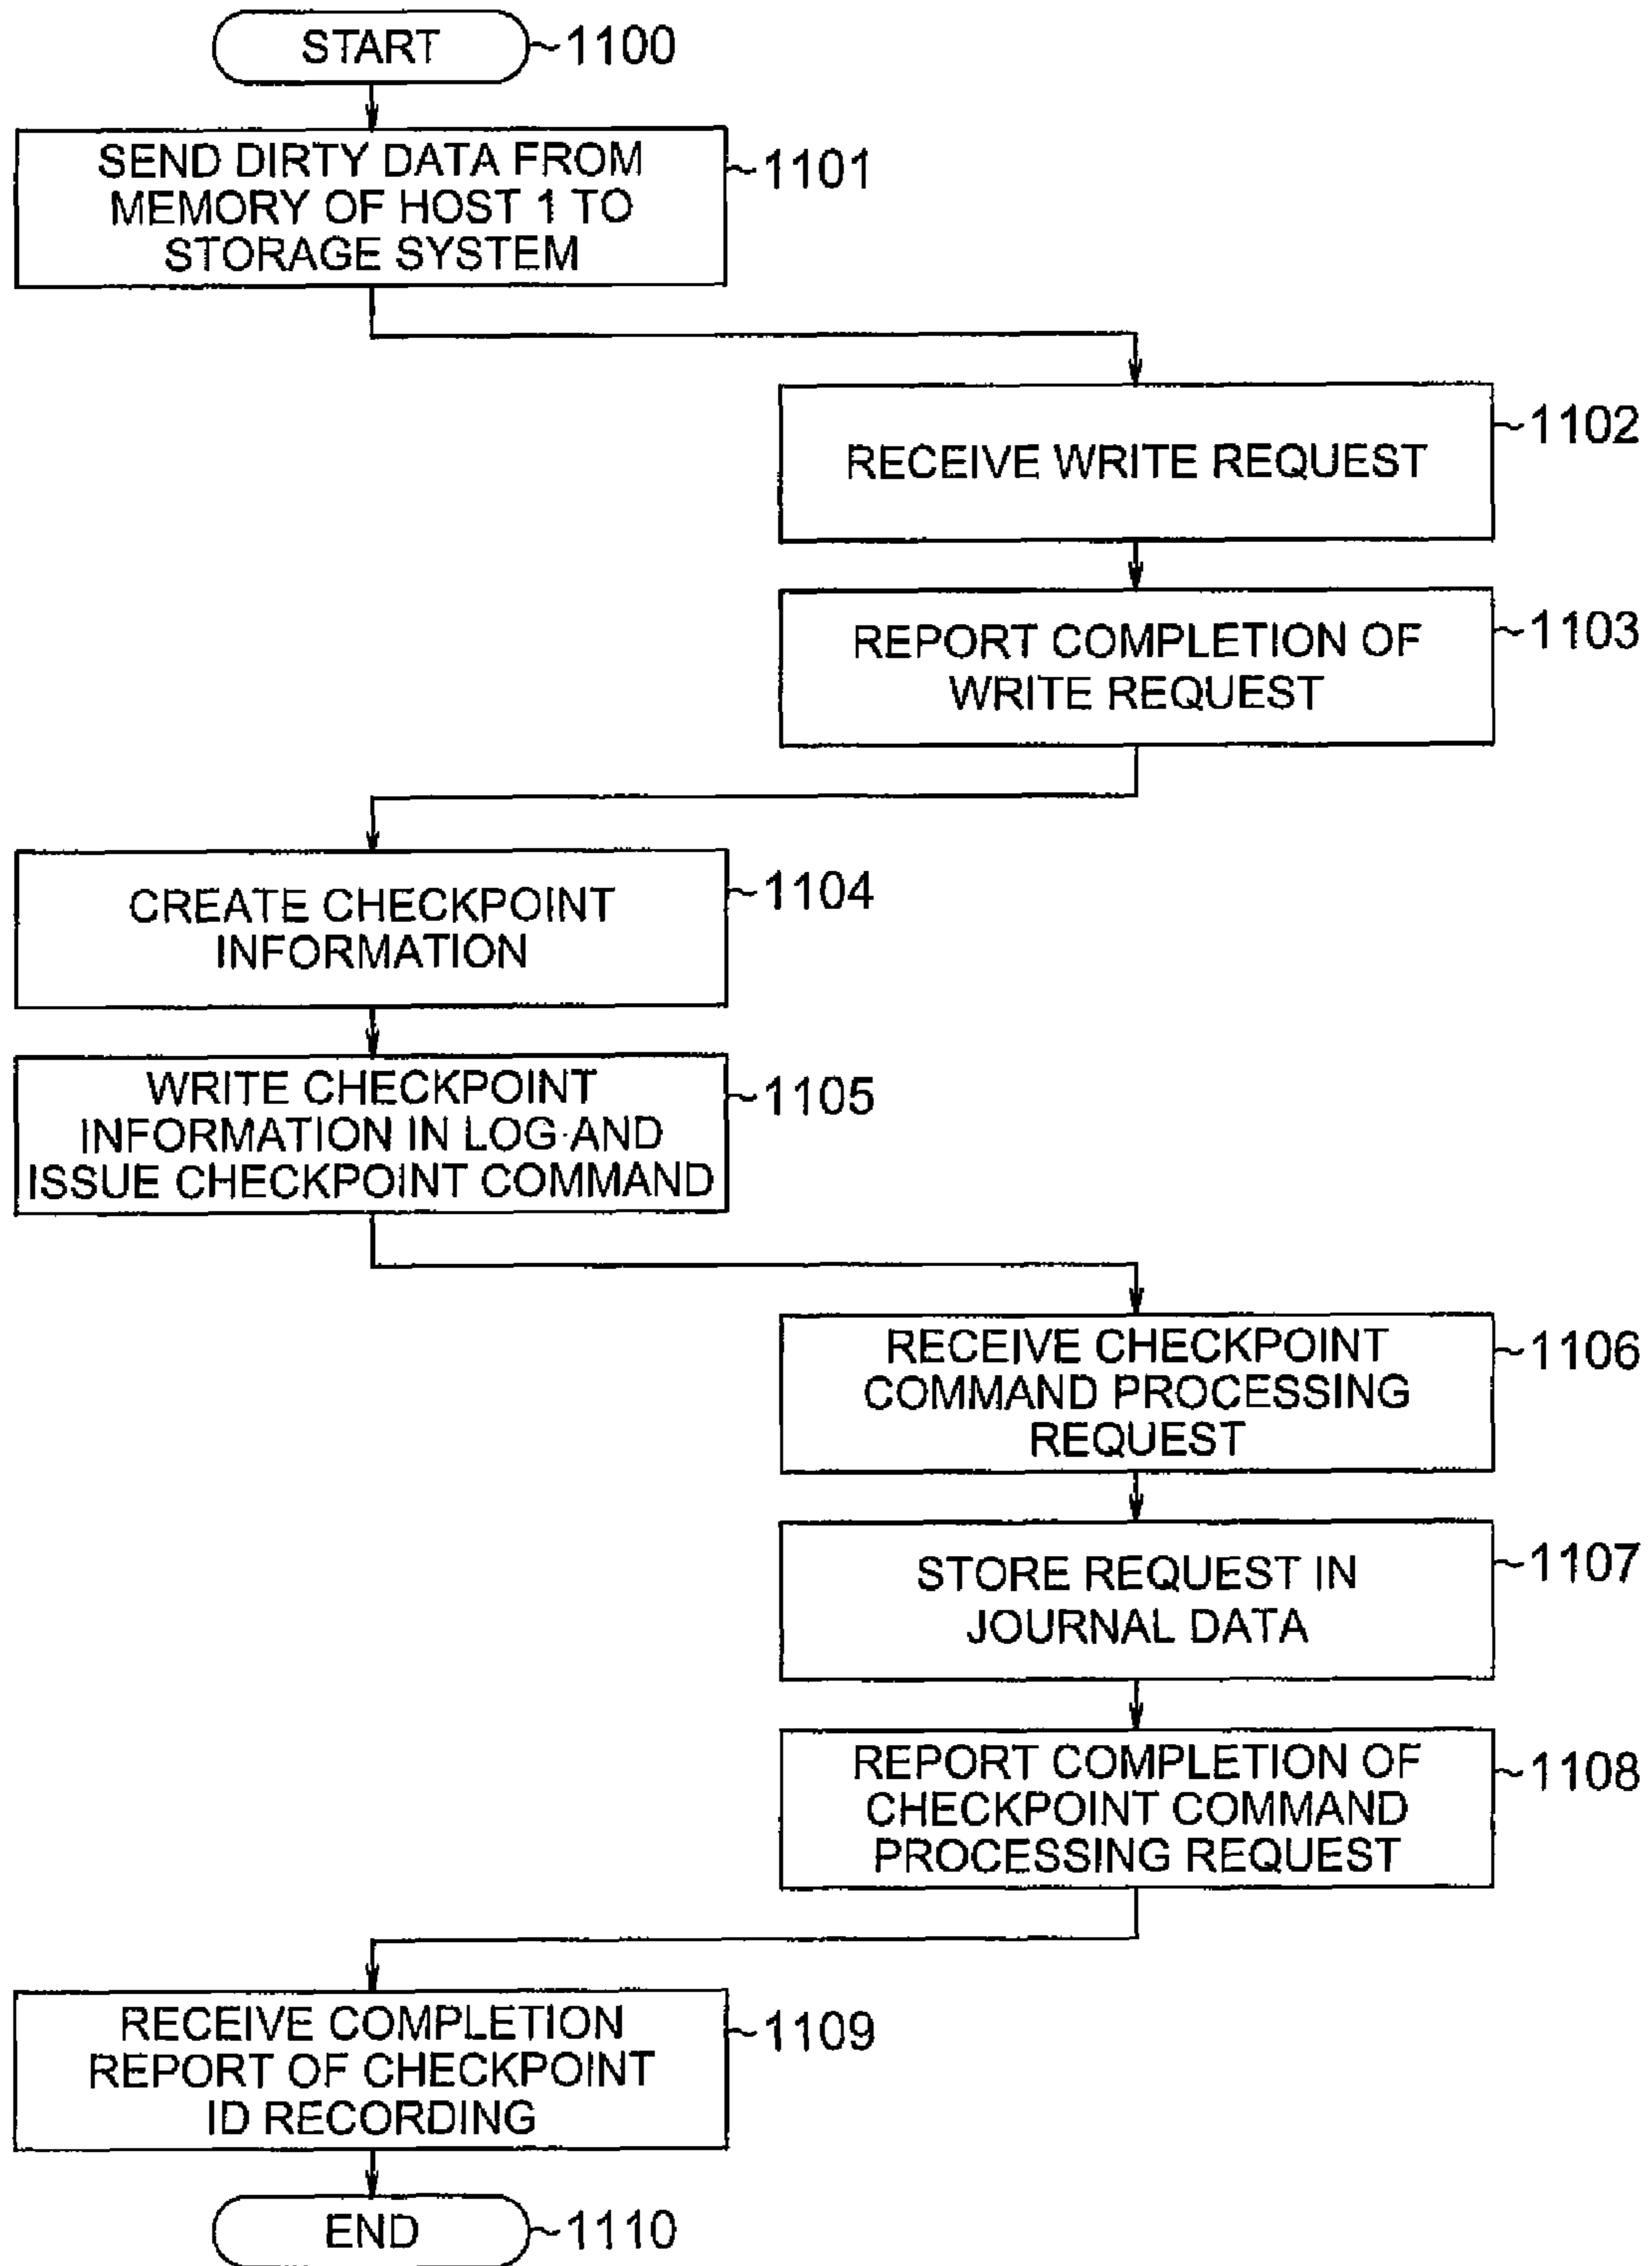 START
1100
SEND DIRTY DATA FROM
MEMORY OF HOST 1 TO
STORAGE SYSTEM
1101
RECEIVE WRITE REQUEST
1102
REPORT COMPLETION OF
WRITE REQUEST
1103
CREATE CHECKPOINT
INFORMATION
1104
WRITE CHECKPOINT
INFORMATION IN LOG AND
ISSUE CHECKPOINT COMMAND
1105
RECEIVE CHECKPOINT
COMMAND PROCESSING
REQUEST
1106
STORE REQUEST IN
JOURNAL DATA
1107
REPORT COMPLETION OF
CHECKPOINT COMMAND
PROCESSING REQUEST
1108
RECEIVE COMPLETION
REPORT OF CHECKPOINT
ID RECORDING
1109
END
1110